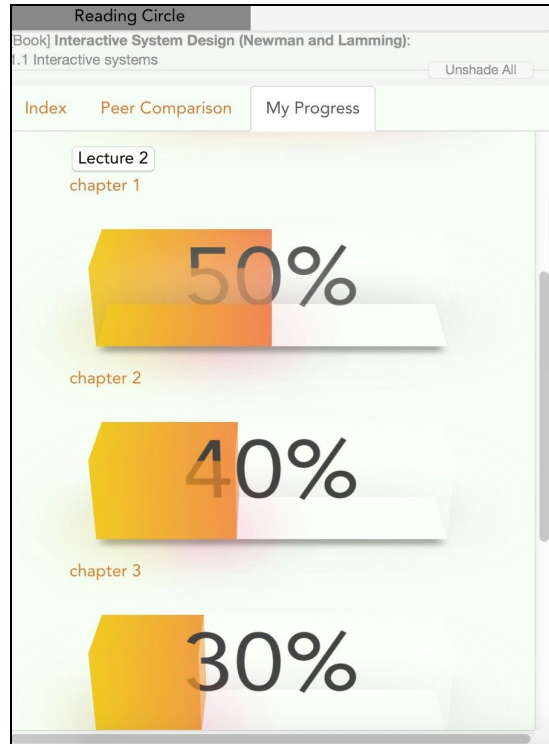 Reading Circle
[Book] Interactive System Design (Newman and Lamming):
1.1 Interactive systems
Unshade All
Index Peer Comparison My Progress
Lecture 2
chapter 1
50%
chapter 2
40%
chapter 3
30%